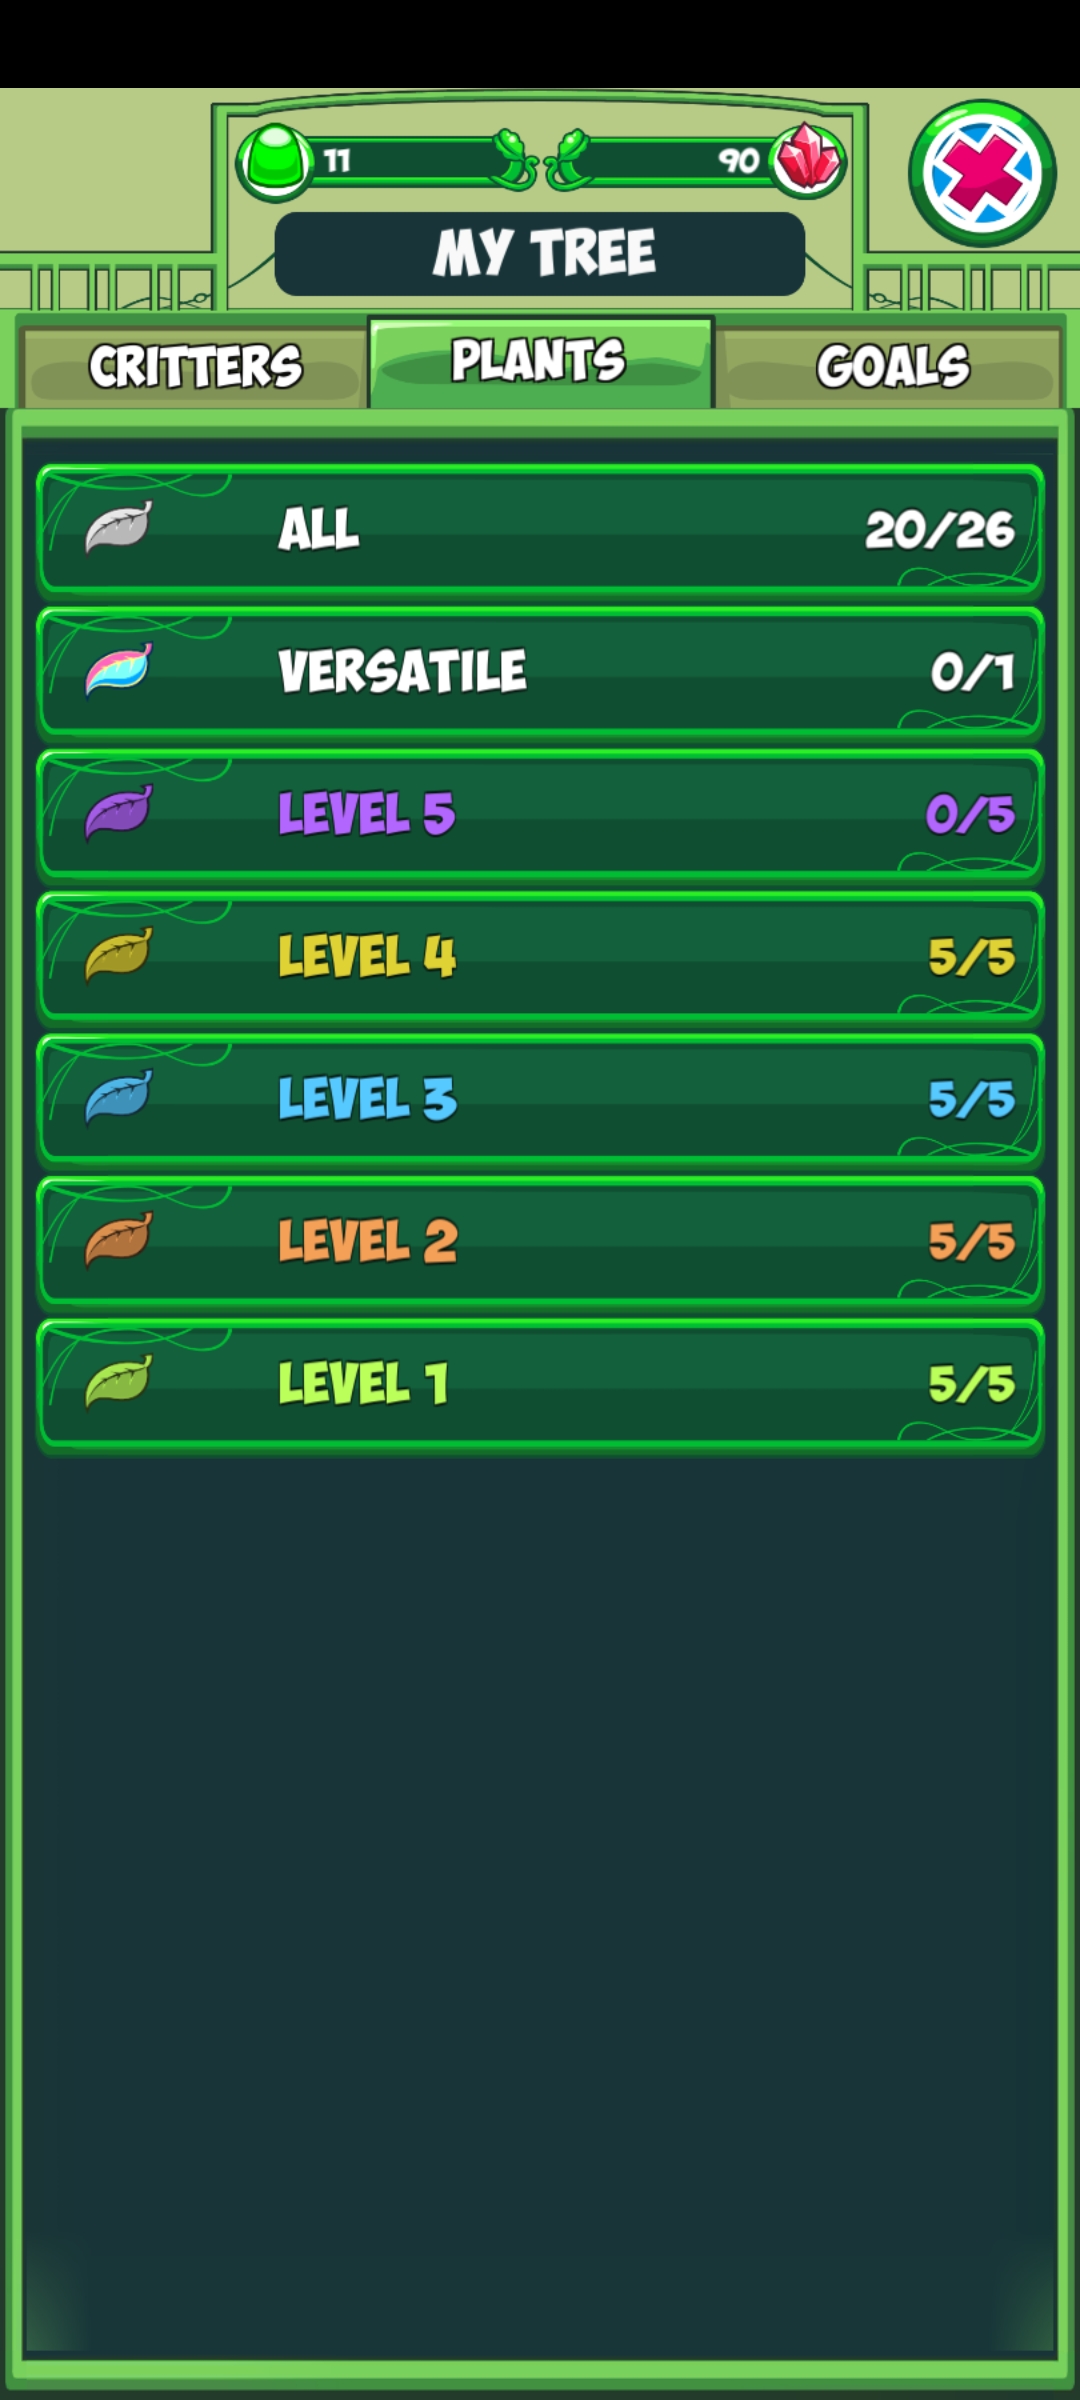 11
90
MY TREE
CRITTERS
PLANTS
GOALS
ALL 20/26
VERSATILE 0/1
LEVEL 5 0/5
LEVEL 4 5/5
LEVEL 3 5/5
LEVEL 2 5/5
LEVEL 1 5/5